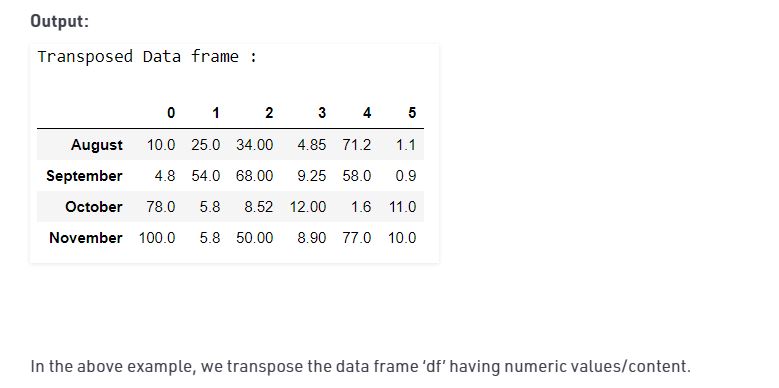 Output:
Transposed Data frame :
0 1 2 3 4 5
August 10.0 25.0 34.00 4.85 71.2 1.1
September 4.8 54.0 68.00 9.25 58.0 0.9
October 78.0 5.8 8.52 12.00 1.6 11.0
November 100.0 5.8 50.00 8.90 77.0 10.0
In the above example, we transpose the data frame ‘df’ having numeric values/content.